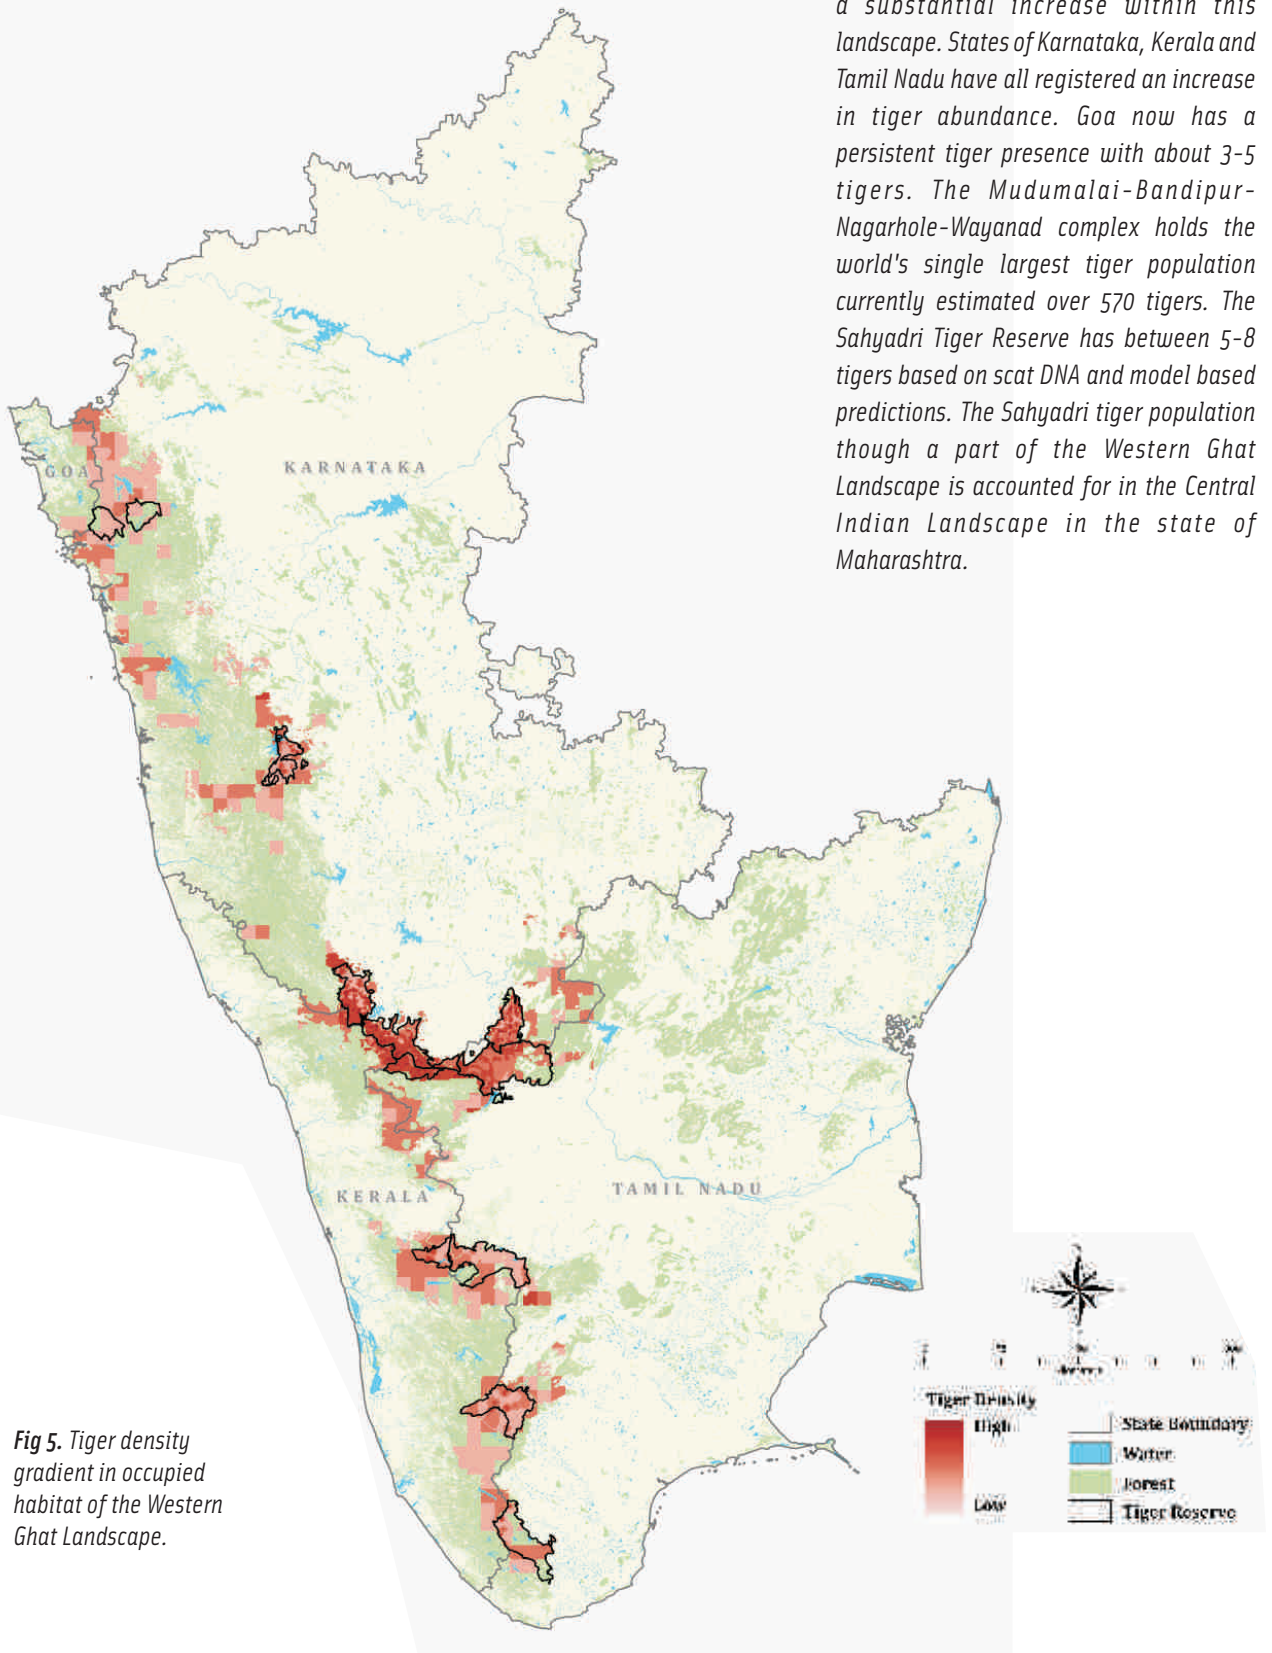 a substantial increase within this
landscape. States of Karnataka, Kerala and
Tamil Nadu have all registered an increase
in tiger abundance. Goa now has a
persistent tiger presence with about 3-5
tigers. The Mudumalai-Bandipur-
Nagarhole-Wayanad complex holds the
world's single largest tiger population
currently estimated over 570 tigers. The
Sahyadri Tiger Reserve has between 5-8
tigers based on scat DNA and model based
predictions. The Sahyadri tiger population
though a part of the Western Ghat
Landscape is accounted for in the Central
Indian Landscape in the state of
Maharashtra.
GOA
KARNATAKA
KERALA
TAMIL NADU
Tiger Density
High
Low
State Boundary
Water
Forest
Tiger Reserve
Fig 5. Tiger density
gradient in occupied
habitat of the Western
Ghat Landscape.